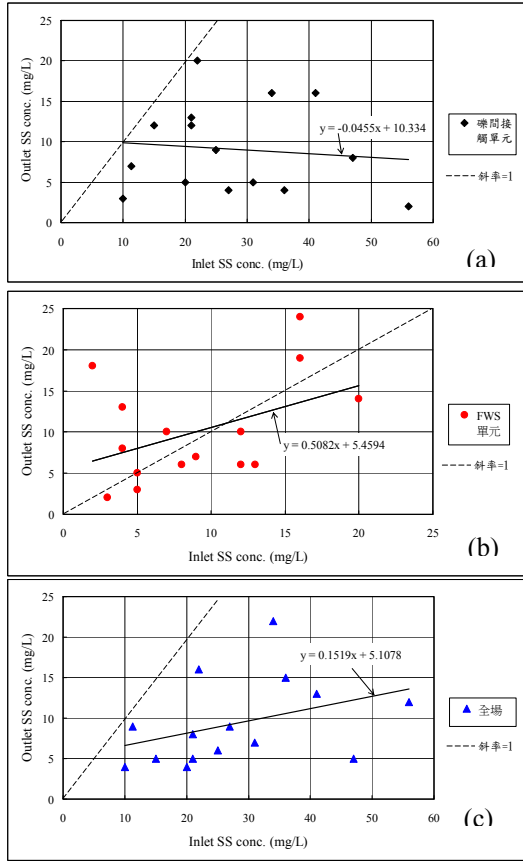 25
20
15
10
5
0
Outlet SS conc. (mg/L)
y = -0.0455x + 10.334
0 10 20 30 40 50 60
Inlet SS conc. (mg/L)
礫間接
觸單元
斜率=1
(a)
25
20
15
10
5
0
Outlet SS conc. (mg/L)
y = 0.5082x + 5.4594
0 5 10 15 20 25
Inlet SS conc. (mg/L)
FWS
單元
斜率=1
(b)
25
20
15
10
5
0
Outlet SS conc. (mg/L)
y = 0.1519x + 5.1078
0 10 20 30 40 50 60
Inlet SS conc. (mg/L)
全場
斜率=1
(c)